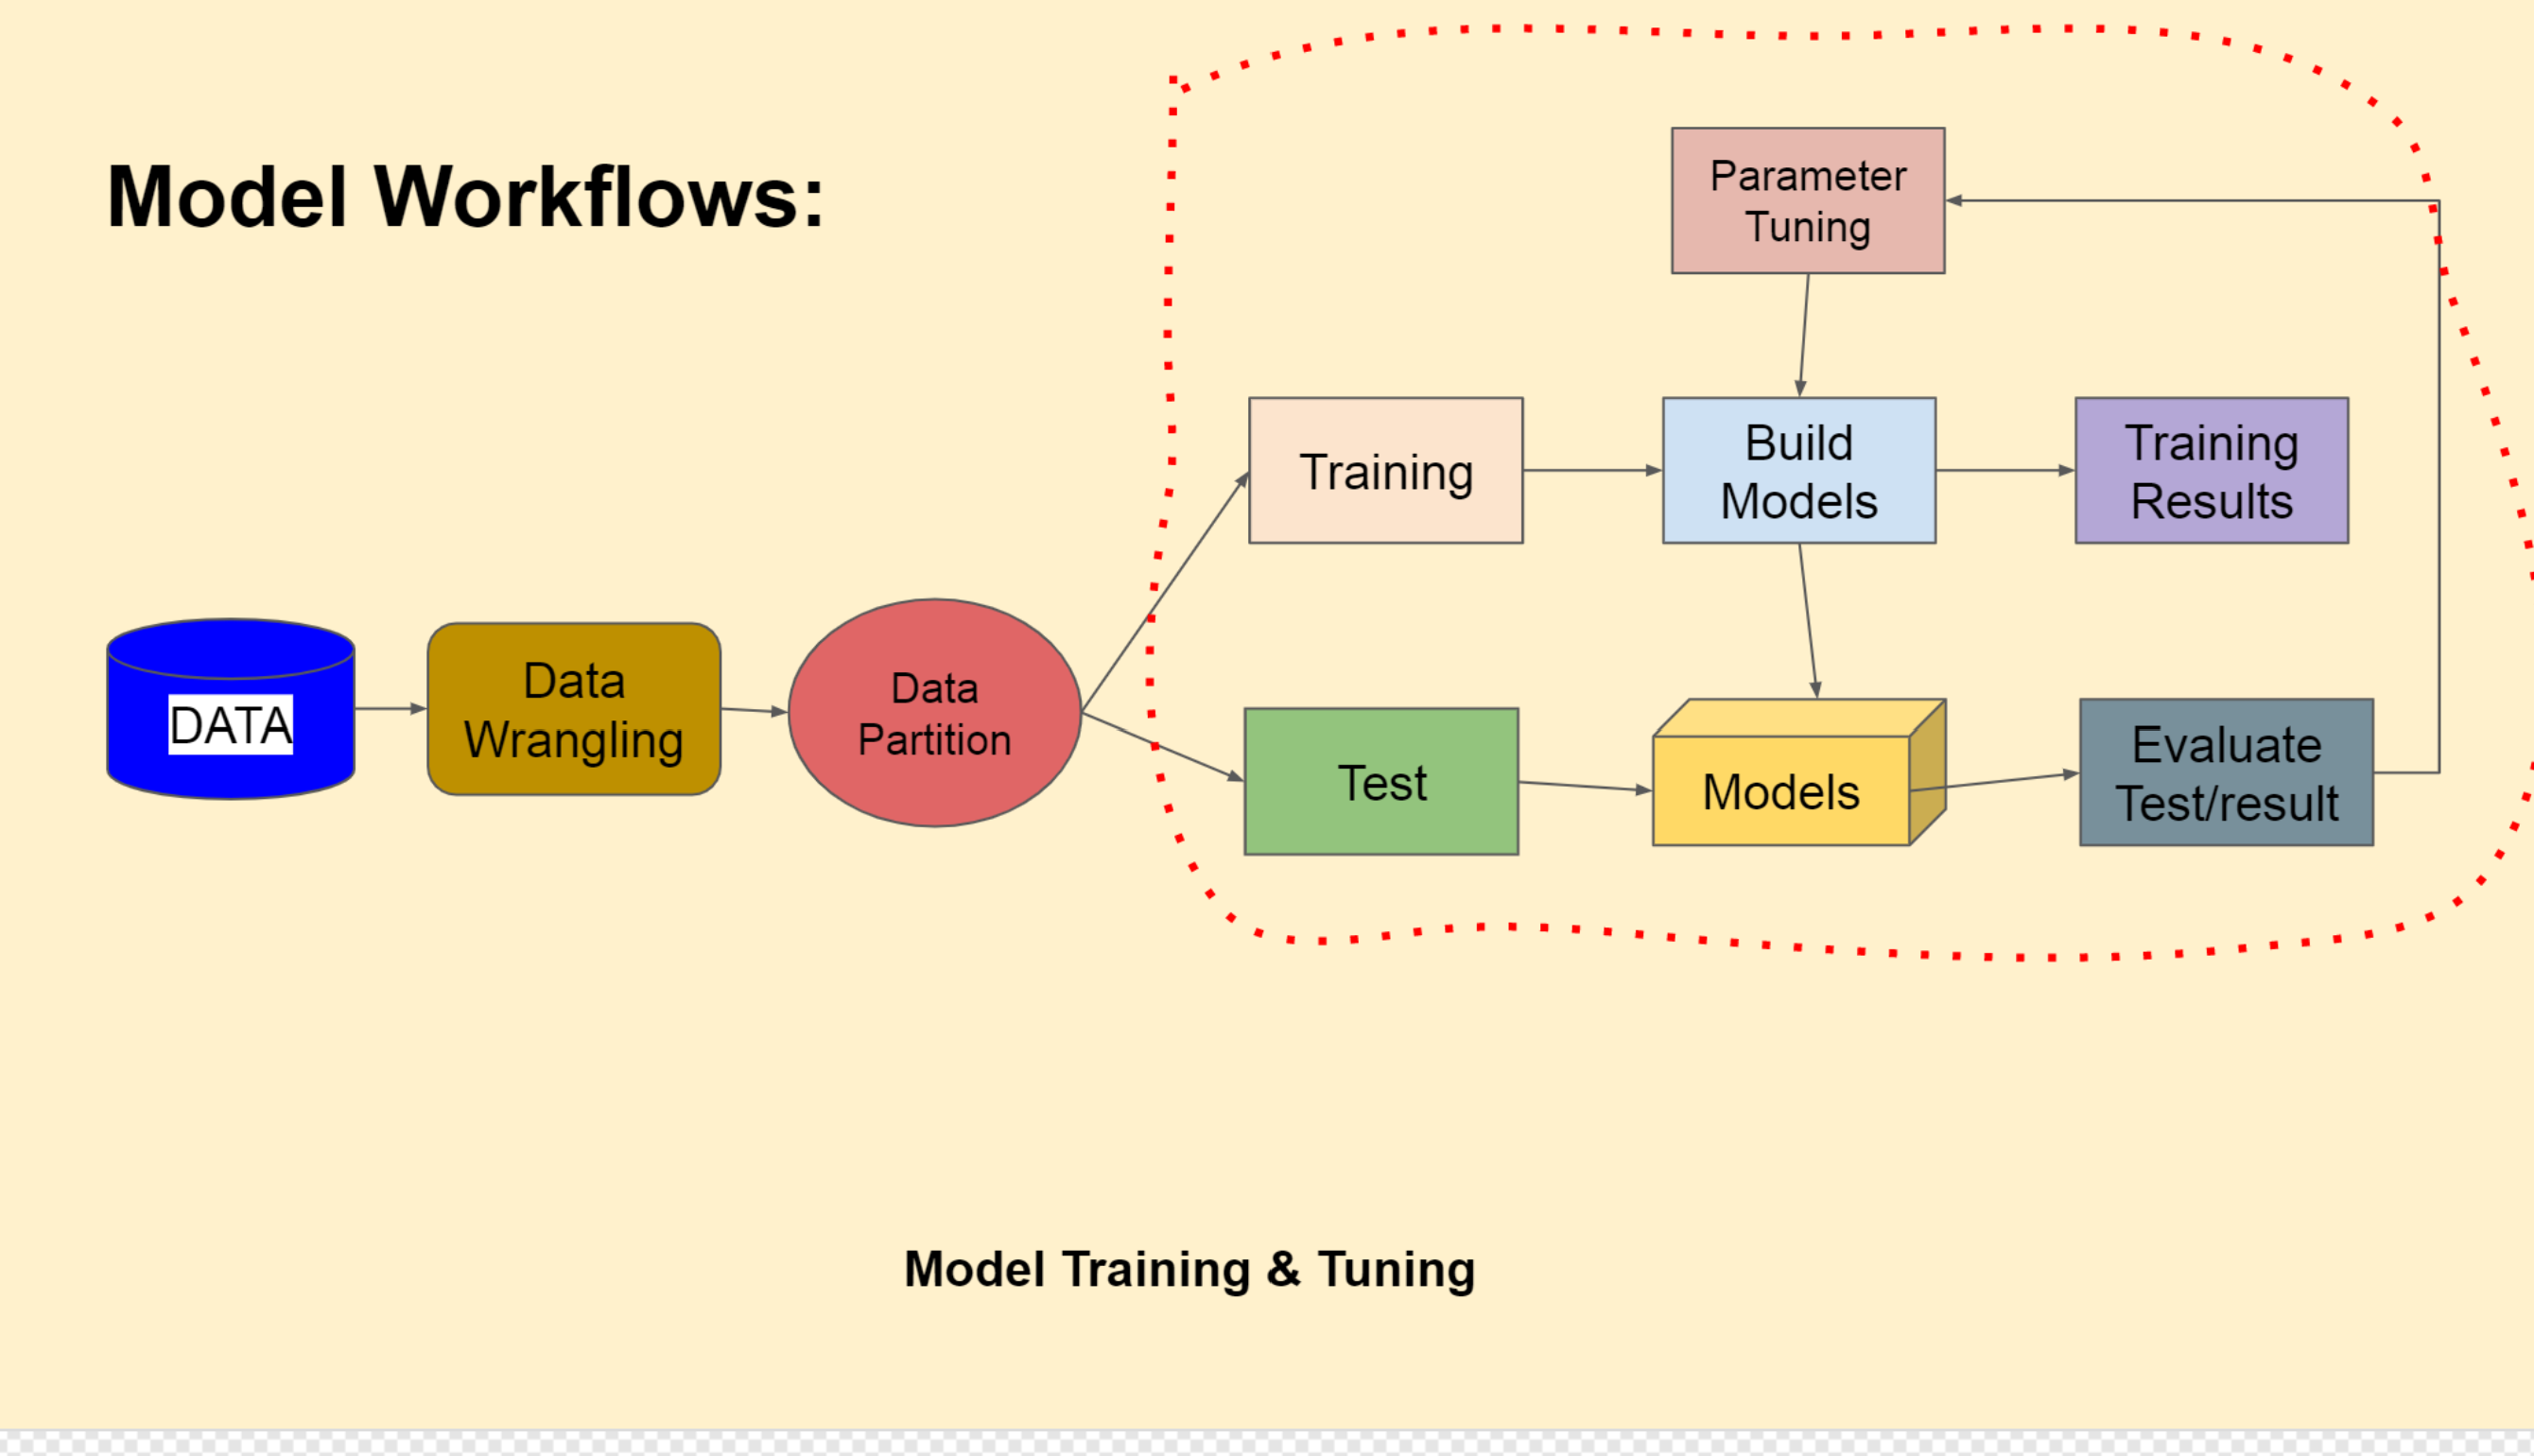 Model Workflows:
Parameter
Tuning
Training
Build
Models
Training
Results
DATA
Data
Wrangling
Data
Partition
Test
Models
Evaluate
Test/result
Model Training & Tuning